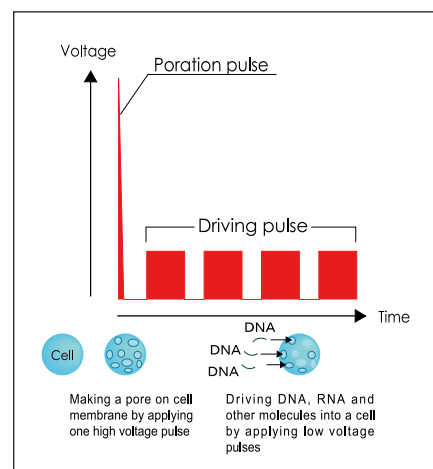 Voltage
Poration pulse
Driving pulse
Time
Cell
DNA
DNA
DNA
Making a pore on cell
membrane by applying
one high voltage pulse
Driving DNA, RNA and
other molecules into a cell
by applying low voltage
pulses